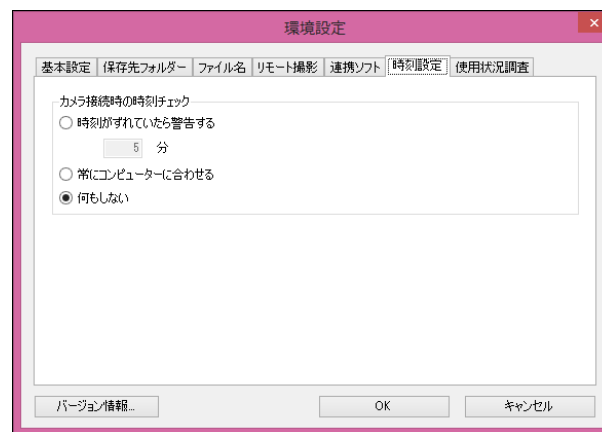 環境設定
×
基本設定 保存先フォルダー ファイル名 リモート撮影 連携ソフト 時刻設定 使用状況調査
カメラ接続時の時刻チェック
時刻がずれていたら警告する
5 分
常にコンピューターに合わせる
何もしない
バージョン情報... OK キャンセル